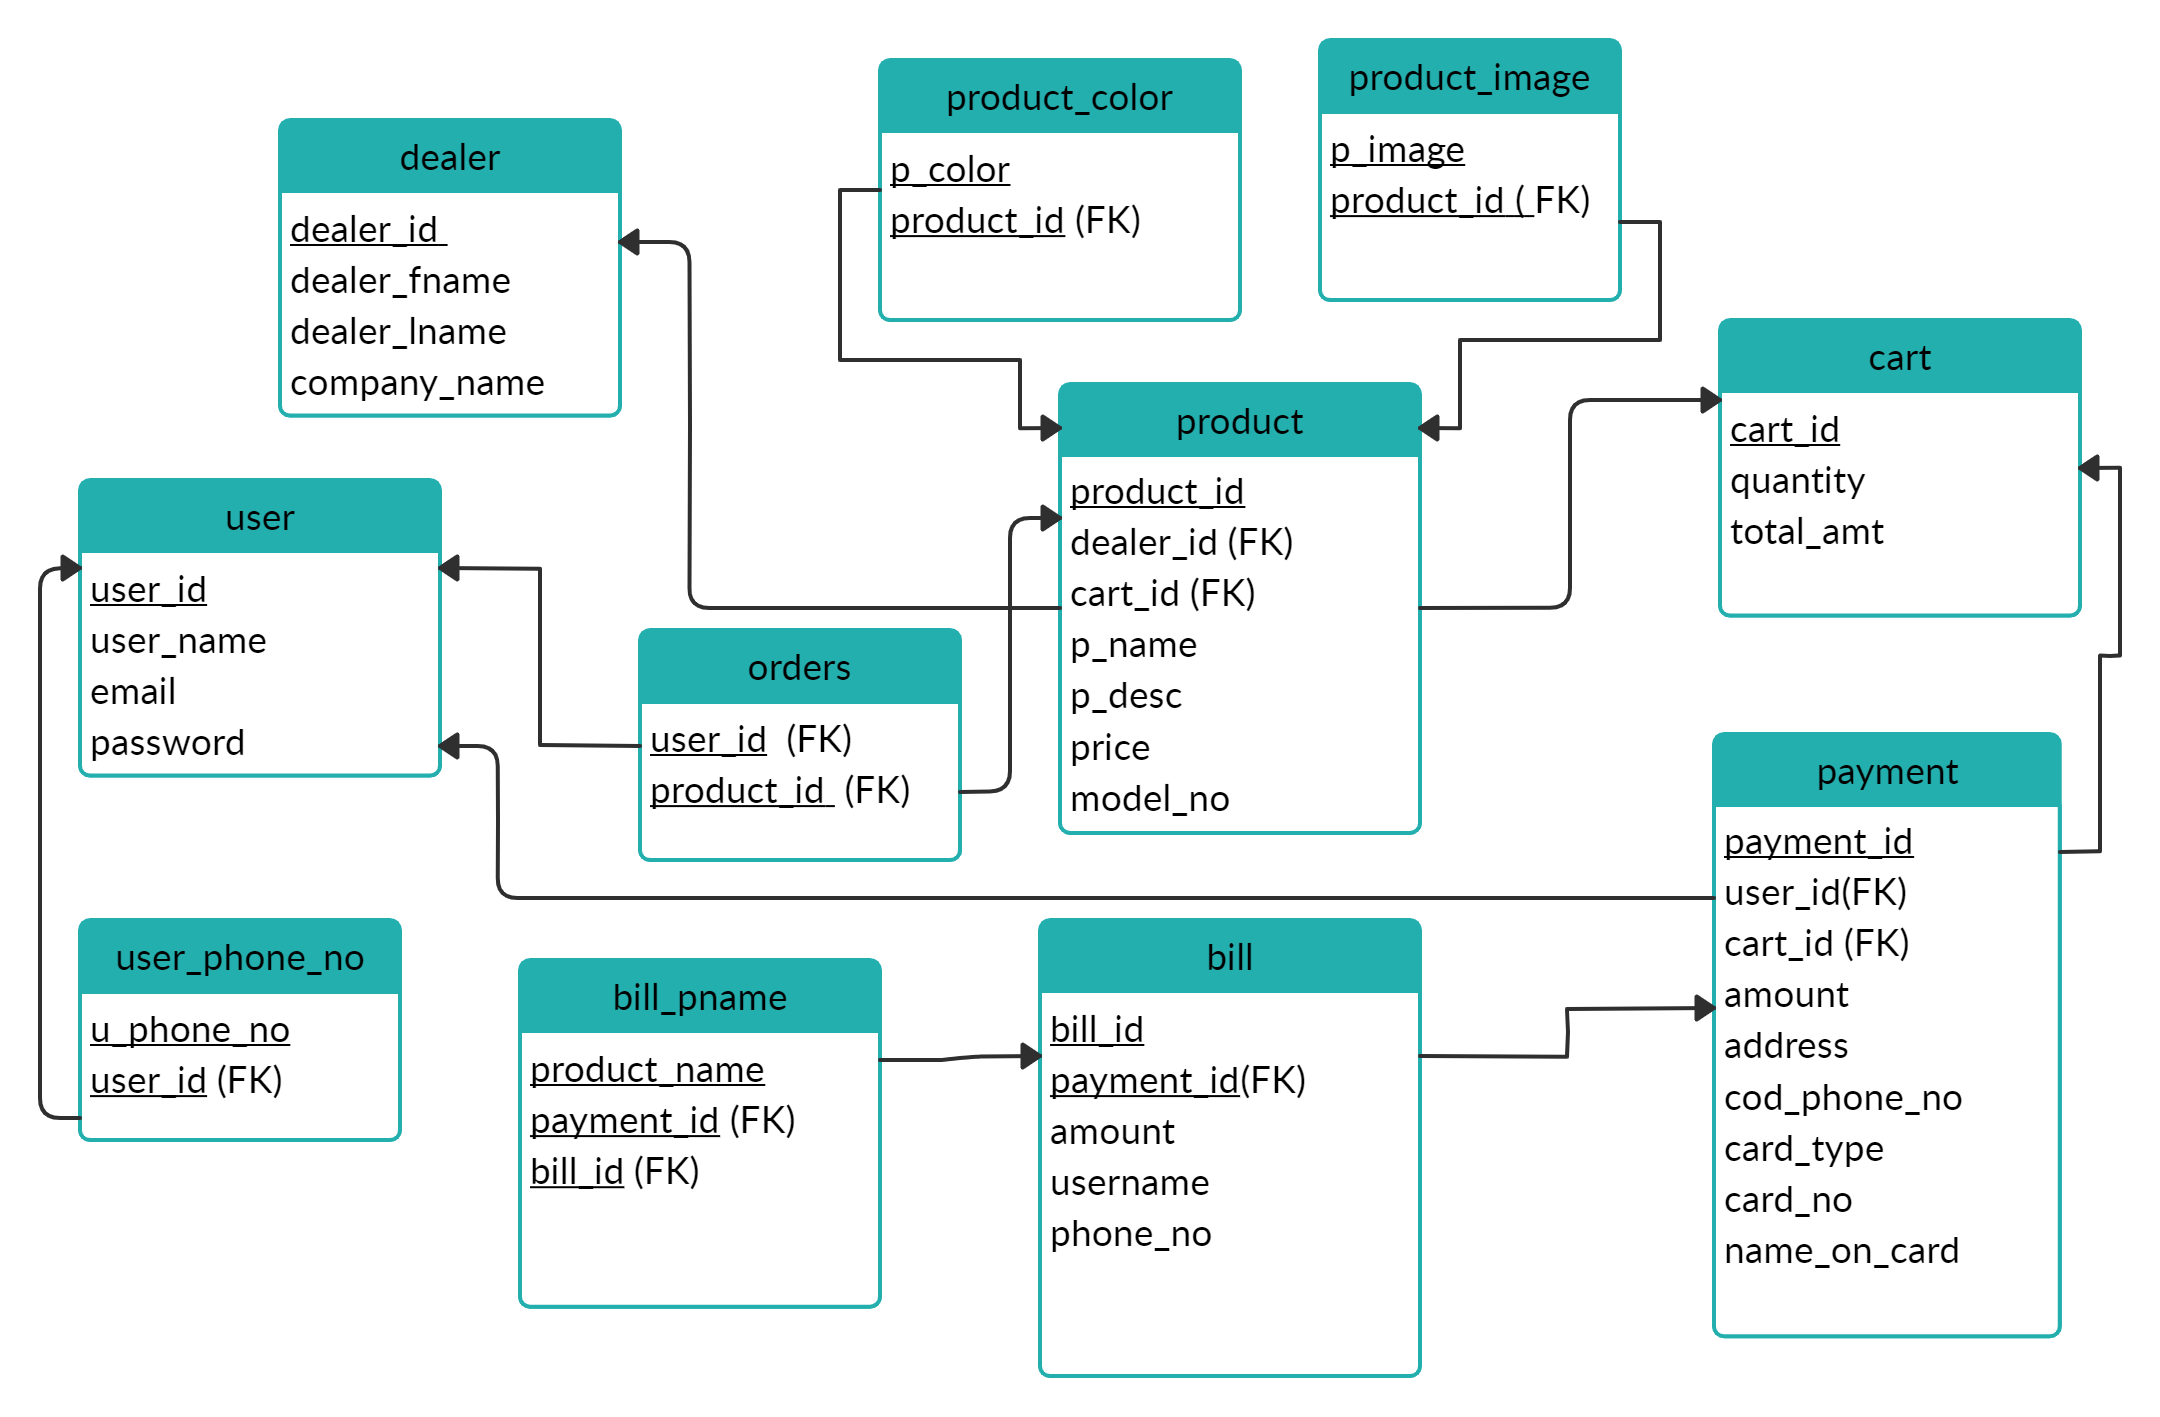 product_image
p_image
product_id ( FK)
product_color
p_color
product_id (FK)
dealer
dealer_id
dealer_fname
dealer_lname
company_name
cart
cart_id
quantity
total_amt
product
product_id
dealer_id (FK)
cart_id (FK)
p_name
p_desc
price
model_no
user
user_id
user_name
email
password
orders
user_id (FK)
product_id (FK)
payment
payment_id
user_id(FK)
cart_id (FK)
amount
address
cod_phone_no
card_type
card_no
name_on_card
user_phone_no
u_phone_no
user_id (FK)
bill_pname
product_name
payment_id (FK)
bill_id (FK)
bill
bill_id
payment_id(FK)
amount
username
phone_no